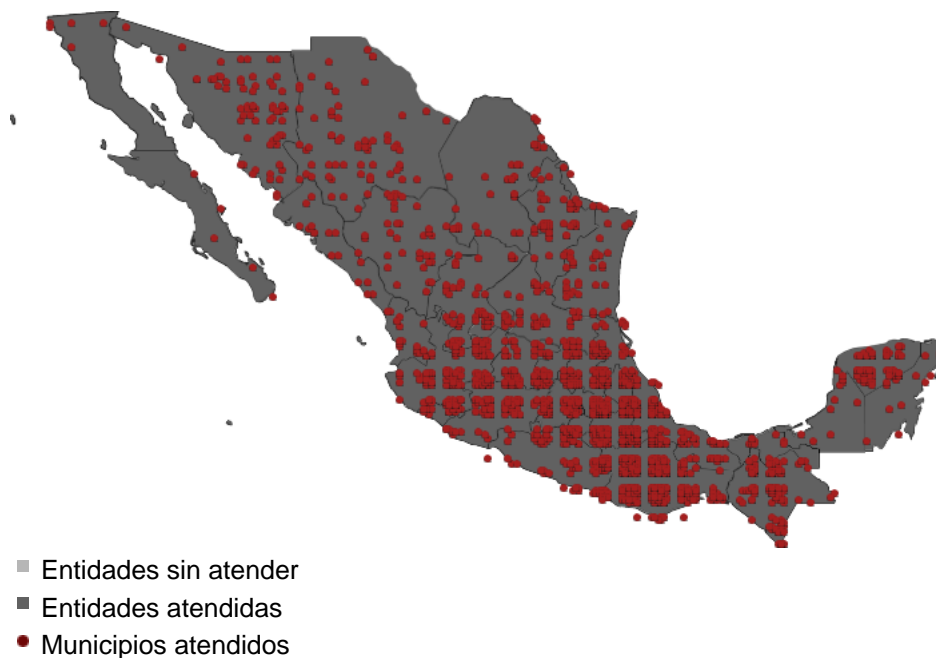 Entidades sin atender
Entidades atendidas
Municipios atendidos